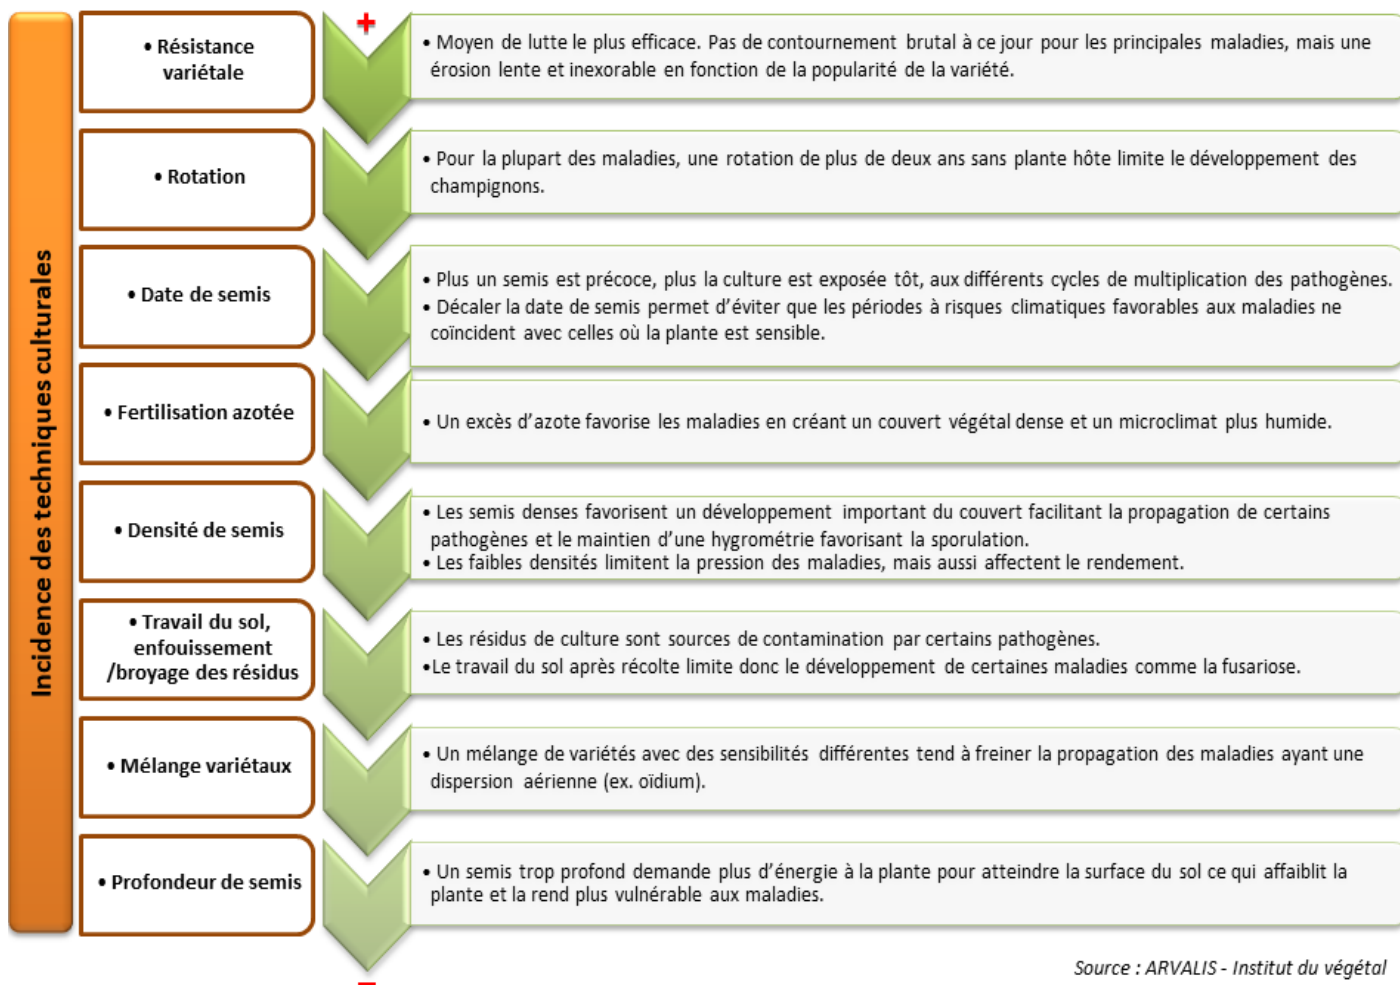 Incidence des techniques culturales
+
• Résistance
variétale
• Moyen de lutte le plus efficace. Pas de contournement brutal à ce jour pour les principales maladies, mais une
érosion lente et inexorable en fonction de la popularité de la variété.
• Rotation
• Pour la plupart des maladies, une rotation de plus de deux ans sans plante hôte limite le développement des
champignons.
• Date de semis
• Plus un semis est précoce, plus la culture est exposée tôt, aux différents cycles de multiplication des pathogènes.
• Décaler la date de semis permet d'éviter que les périodes à risques climatiques favorables aux maladies ne
coïncident avec celles où la plante est sensible.
• Fertilisation azotée
• Un excès d'azote favorise les maladies en créant un couvert végétal dense et un microclimat plus humide.
• Densité de semis
• Les semis denses favorisent un développement important du couvert facilitant la propagation de certains
pathogènes et le maintien d'une hygrométrie favorisant la sporulation.
• Les faibles densités limitent la pression des maladies, mais aussi affectent le rendement.
• Travail du sol,
enfouissement
/broyage des résidus
• Les résidus de culture sont sources de contamination par certains pathogènes.
•Le travail du sol après récolte limite donc le développement de certaines maladies comme la fusariose.
• Mélange variétaux
• Un mélange de variétés avec des sensibilités différentes tend à freiner la propagation des maladies ayant une
dispersion aérienne (ex. oïdium).
• Profondeur de semis
• Un semis trop profond demande plus d'énergie à la plante pour atteindre la surface du sol ce qui affaiblit la
plante et la rend plus vulnérable aux maladies.
–
Source : ARVALIS - Institut du végétal